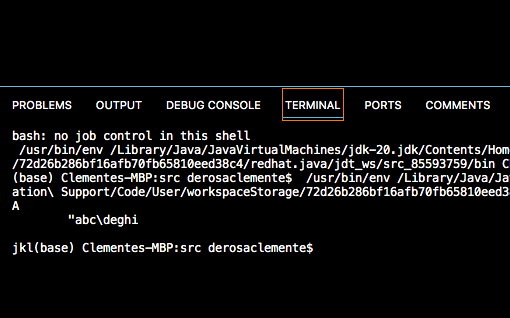 PROBLEMS OUTPUT DEBUG CONSOLE TERMINAL PORTS COMMENTS
bash: no job control in this shell
/usr/bin/env /Library/Java/JavaVirtualMachines/jdk-20.jdk/Contents/Hom
/72d26b286bf16afb70fb65810eed38c4/redhat.java/jdt_ws/src_85593759/bin C
(base) Clementes-MBP:src derosaclemente$ /usr/bin/env /Library/Java/Jav
ation\ Support/Code/User/workspaceStorage/72d26b286bf16afb70fb65810eed3
A
"abc\deghi
jkl(base) Clementes-MBP:src derosaclemente$